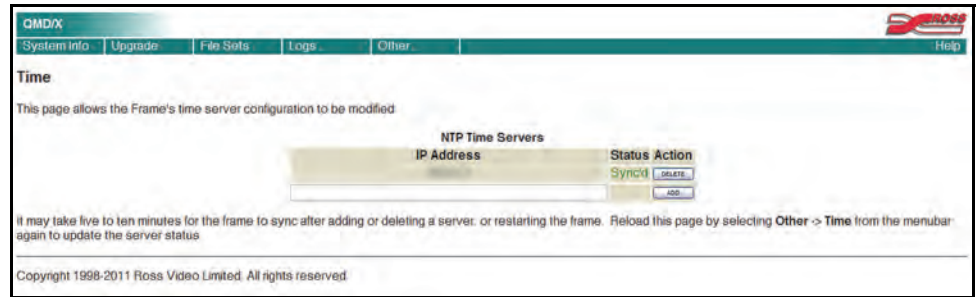 QMD/X
ROSS
System Info Upgrade File Sets Logs... Other... Help
Time
This page allows the Frame's time server configuration to be modified
NTP Time Servers
IP Address Status Action
Sync'd DELETE
ADD
it may take five to ten minutes for the frame to sync after adding or deleting a server, or restarting the frame. Reload this page by selecting Other -> Time from the menubar
again to update the server status
Copyright 1998-2011 Ross Video Limited. All rights reserved.